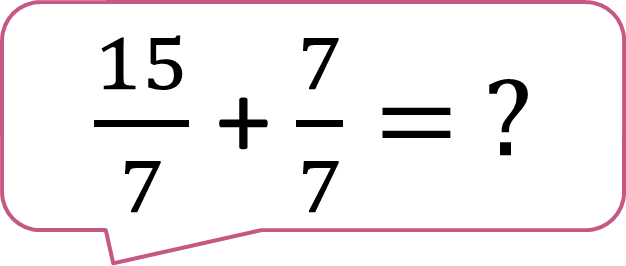 15/7 + 7/7 = ?